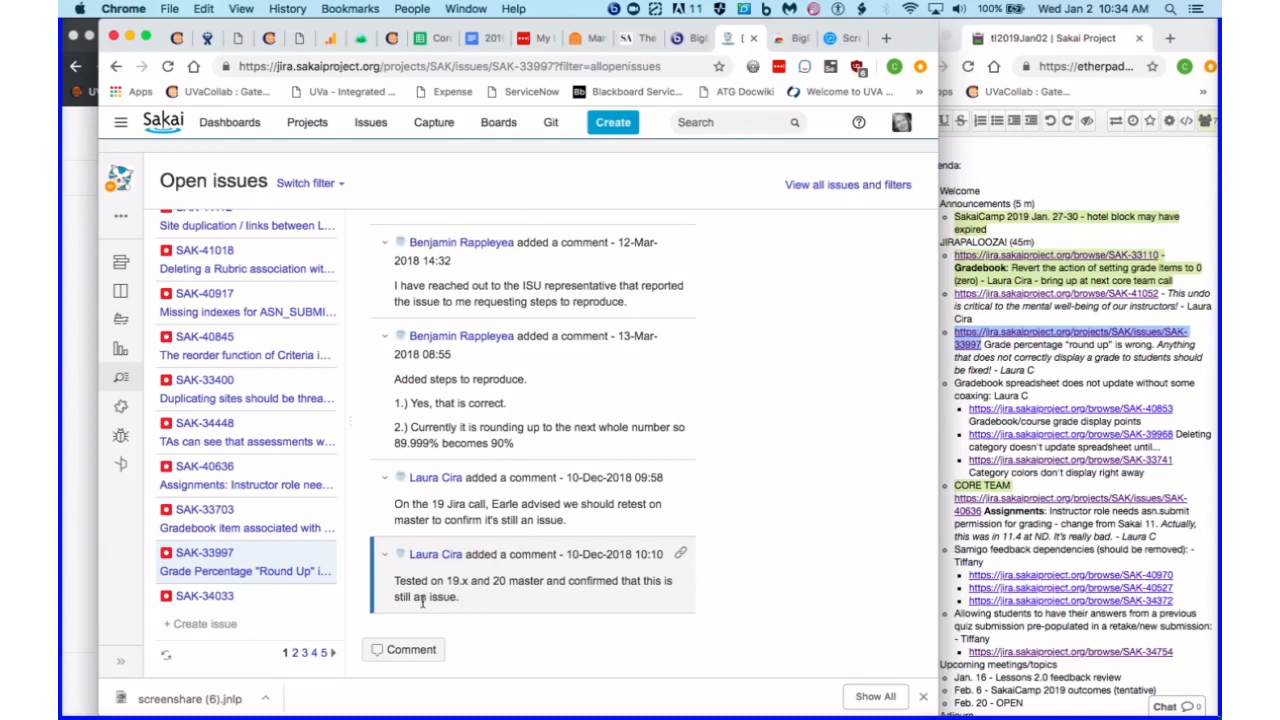 Chrome File Edit View History Bookmarks People Window Help 11 100% Wed Jan 2 10:34 AM
Con 2019 My I Mar SA The Bigl [ Bigl Scr tl2019Jan02 | Sakai Project
https://jira.sakaiproject.org/projects/SAK/issues/SAK-33997?filter=allopenissues
https://etherpad...
Apps UVaCollab : Gate... UVa - Integrated ... Expense ServiceNow Blackboard Servic... ATG Docwiki Welcome to UVA ... »
UVaCollab : Gate... »
Sakai Dashboards Projects Issues Capture Boards Git Create Search
Open issues Switch filter
View all issues and filters
Site duplication / links between L...
SAK-41018
Deleting a Rubric association wit...
SAK-40917
Missing indexes for ASN_SUBMI...
SAK-40845
The reorder function of Criteria i...
SAK-33400
Duplicating sites should be threa...
SAK-34448
TAs can see that assessments w...
SAK-40636
Assignments: Instructor role nee...
SAK-33703
Gradebook item associated with ...
SAK-33997
Grade Percentage "Round Up" i...
SAK-34033
+ Create issue
1 2 3 4 5
Benjamin Rappleyea added a comment - 12-Mar-
2018 14:32
I have reached out to the ISU representative that reported
the issue to me requesting steps to reproduce.
Benjamin Rappleyea added a comment - 13-Mar-
2018 08:55
Added steps to reproduce.
1.) Yes, that is correct.
2.) Currently it is rounding up to the next whole number so
89.999% becomes 90%
Laura Cira added a comment - 10-Dec-2018 09:58
On the 19 Jira call, Earle advised we should retest on
master to confirm it's still an issue.
Laura Cira added a comment - 10-Dec-2018 10:10
Tested on 19.x and 20 master and confirmed that this is
still an issue.
Comment
screenshare (6).jnlp
Show All
enda:
Welcome
Announcements (5 m)
SakaiCamp 2019 Jan. 27-30 - hotel block may have
expired
JIRAPALOOZA! (45m)
https://jira.sakaiproject.org/browse/SAK-33110 -
Gradebook: Revert the action of setting grade items to 0
(zero) - Laura Cira - bring up at next core team call
https://jira.sakaiproject.org/browse/SAK-41052 - This undo
is critical to the mental well-being of our instructors! - Laura
Cira
https://jira.sakaiproject.org/projects/SAK/issues/SAK-
33997 Grade percentage "round up" is wrong. Anything
that does not correctly display a grade to students should
be fixed! - Laura C
Gradebook spreadsheet does not update without some
coaxing: Laura C
https://jira.sakaiproject.org/browse/SAK-40853
Gradebook/course grade display points
https://jira.sakaiproject.org/browse/SAK-39968 Deleting
category doesn't update spreadsheet until...
https://jira.sakaiproject.org/browse/SAK-33741
Category colors don't display right away
CORE TEAM
https://jira.sakaiproject.org/projects/SAK/issues/SAK-
40636 Assignments: Instructor role needs asn.submit
permission for grading - change from Sakai 11. Actually,
this was in 11.4 at ND. It's really bad. - Laura C
Samigo feedback dependencies (should be removed): -
Tiffany
https://jira.sakaiproject.org/browse/SAK-40970
https://jira.sakaiproject.org/browse/SAK-40527
https://jira.sakaiproject.org/browse/SAK-34372
Allowing students to have their answers from a previous
quiz submission pre-populated in a retake/new submission:
- Tiffany
https://jira.sakaiproject.org/browse/SAK-34754
Upcoming meetings/topics
Jan. 16 - Lessons 2.0 feedback review
Feb. 6 - SakaiCamp 2019 outcomes (tentative)
Feb. 20 - OPEN
Chat 0